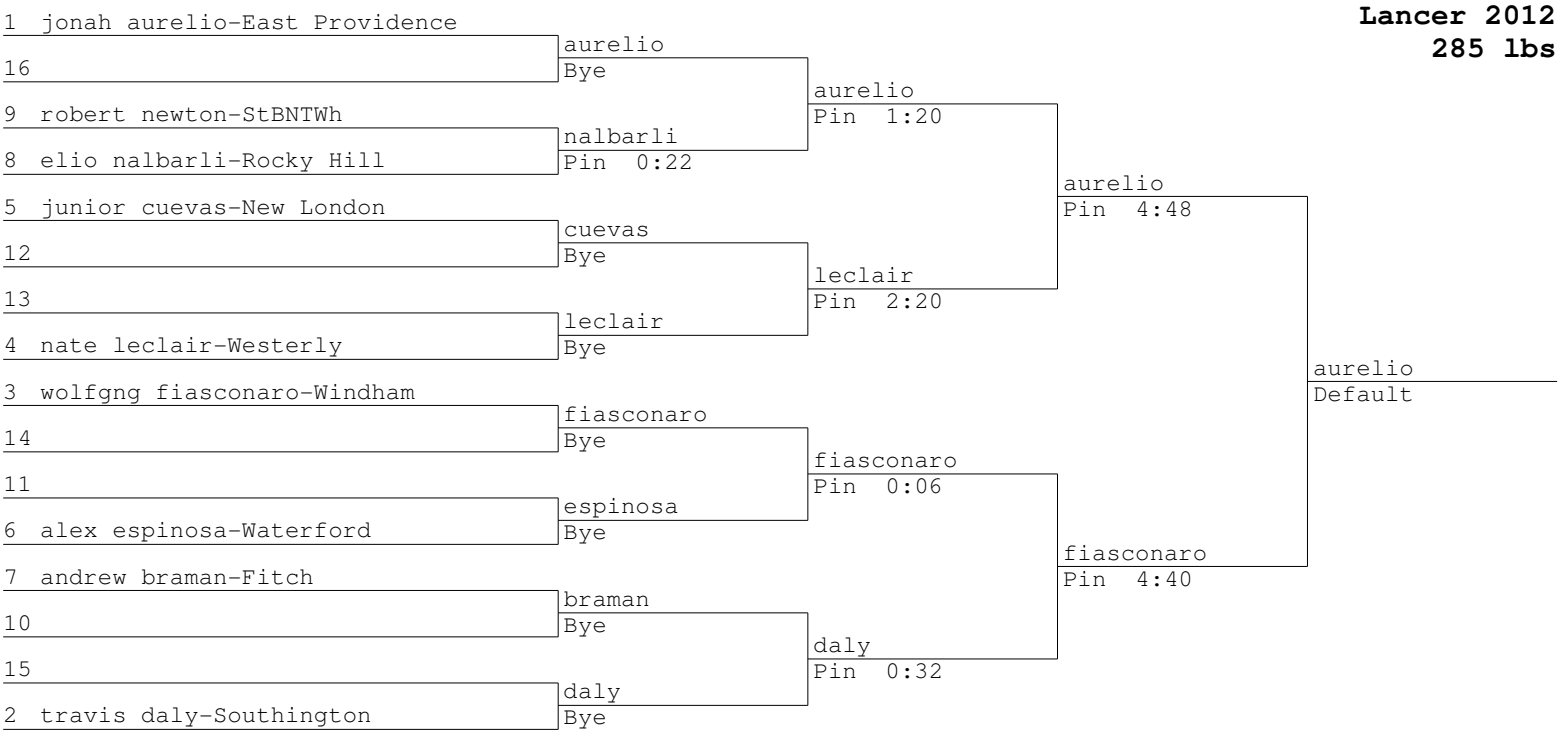 Lancer 2012
285 lbs
1 jonah aurelio-East Providence
16
9 robert newton-StBNTWh
8 elio nalbarli-Rocky Hill
5 junior cuevas-New London
12
13
4 nate leclair-Westerly
3 wolfgng fiasconaro-Windham
14
11
6 alex espinosa-Waterford
7 andrew braman-Fitch
10
15
2 travis daly-Southington
aurelio
Bye
nalbarli
Pin 0:22
cuevas
Bye
leclair
Bye
fiasconaro
Bye
espinosa
Bye
braman
Bye
daly
Bye
aurelio
Pin 1:20
leclair
Pin 2:20
fiasconaro
Pin 0:06
daly
Pin 0:32
aurelio
Pin 4:48
fiasconaro
Pin 4:40
aurelio
Default